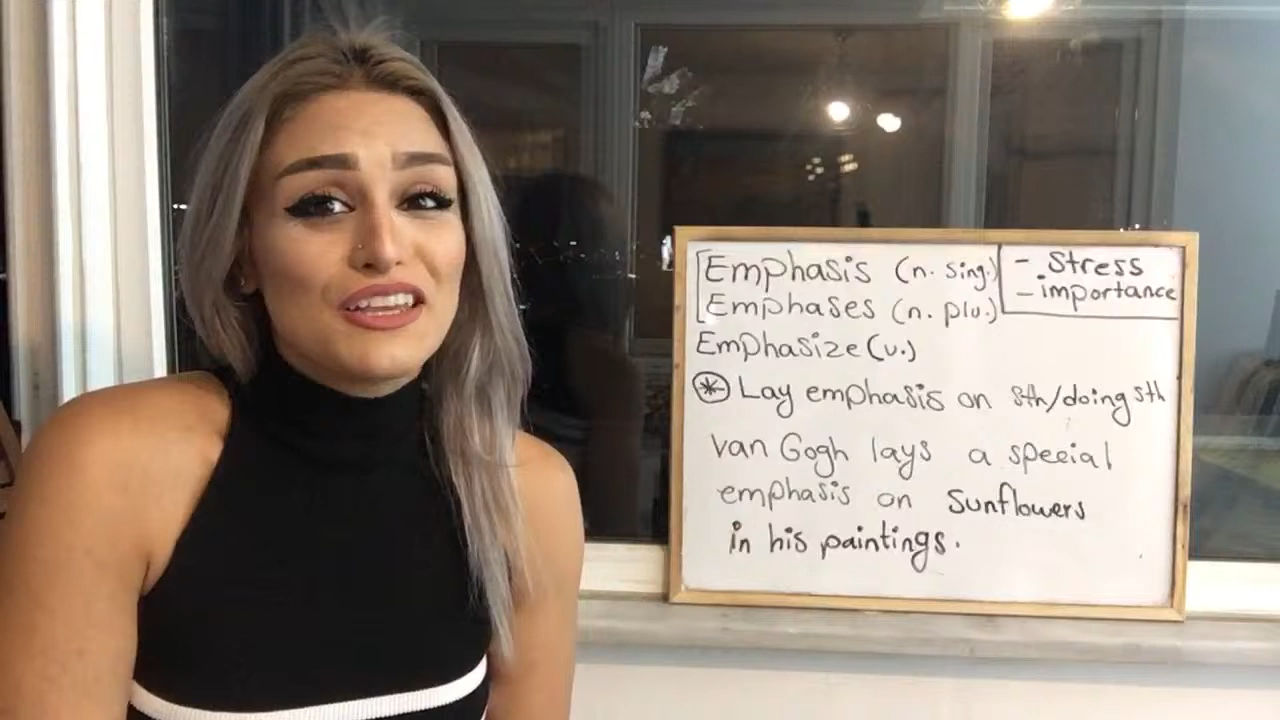 Emphasis (n. sing.)
- stress
- importance
Emphases (n. plu.)
Emphasize (v.)
* Lay emphasis on sth/doing sth
van Gogh lays a special
emphasis on sunflowers
in his paintings.